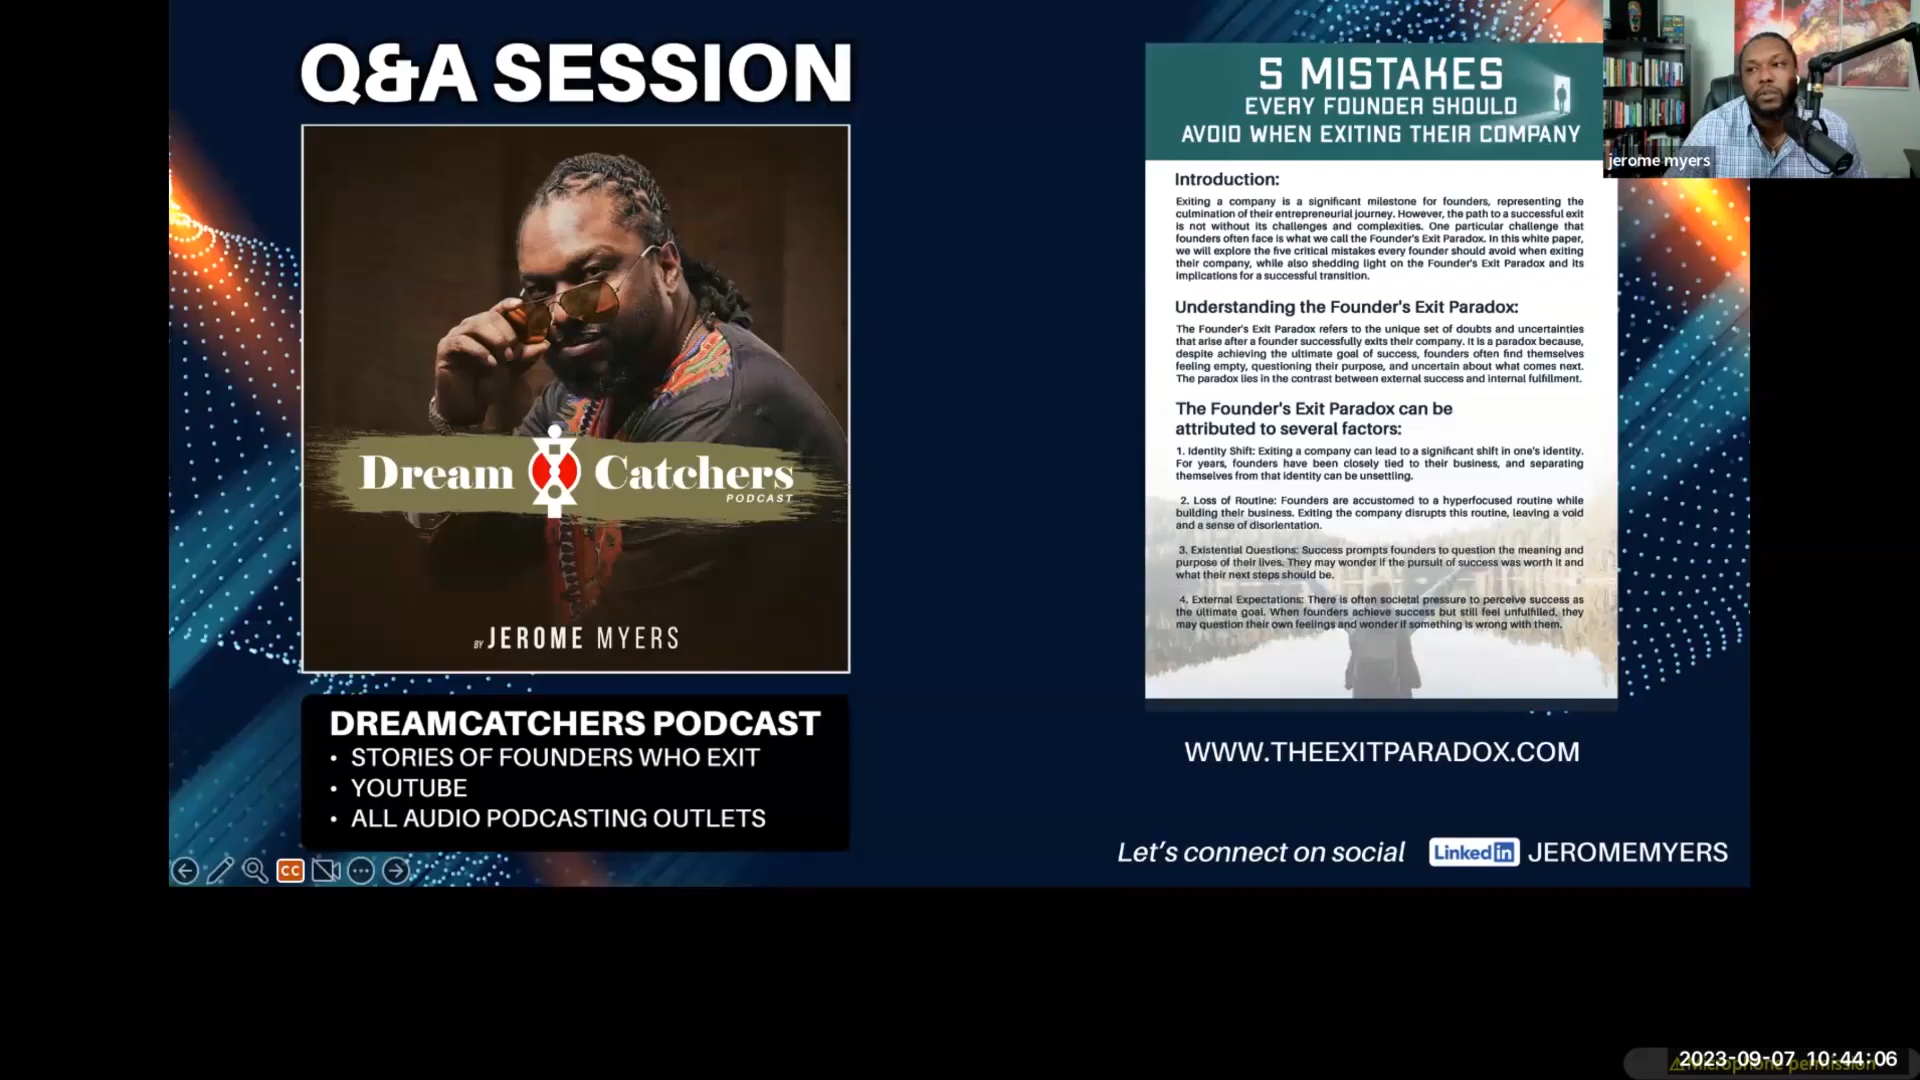 Q&A SESSION
Dream Catchers
PODCAST
BY JEROME MYERS
DREAMCATCHERS PODCAST
• STORIES OF FOUNDERS WHO EXIT
• YOUTUBE
• ALL AUDIO PODCASTING OUTLETS
CC
5 MISTAKES
EVERY FOUNDER SHOULD
AVOID WHEN EXITING THEIR COMPANY
Introduction:
Exiting a company is a significant milestone for founders, representing the
culmination of their entrepreneurial journey. However, the path to a successful exit
is not without its challenges and complexities. One particular challenge that
founders often face is what we call the Founder's Exit Paradox. In this white paper,
we will explore the five critical mistakes every founder should avoid when exiting
their company, while also shedding light on the Founder's Exit Paradox and its
implications for a successful transition.
Understanding the Founder's Exit Paradox:
The Founder's Exit Paradox refers to the unique set of doubts and uncertainties
that arise after a founder successfully exits their company. It is a paradox because,
despite achieving the ultimate goal of success, founders often find themselves
feeling empty, questioning their purpose, and uncertain about what comes next.
The paradox lies in the contrast between external success and internal fulfillment.
The Founder's Exit Paradox can be
attributed to several factors:
1. Identity Shift: Exiting a company can lead to a significant shift in one's identity.
For years, founders have been closely tied to their business, and separating
themselves from that identity can be unsettling.
2. Loss of Routine: Founders are accustomed to a hyperfocused routine while
building their business. Exiting the company disrupts this routine, leaving a void
and a sense of disorientation.
3. Existential Questions: Success prompts founders to question the meaning and
purpose of their lives. They may wonder if the pursuit of success was worth it and
what their next steps should be.
4. External Expectations: There is often societal pressure to perceive success as
the ultimate goal. When founders achieve success but still feel unfulfilled, they
may question their own feelings and wonder if something is wrong with them.
WWW.THEEXITPARADOX.COM
Let's connect on social LinkedIn JEROMEMYERS
jerome myers
Microphone permission
2023-09-07 10:44:06